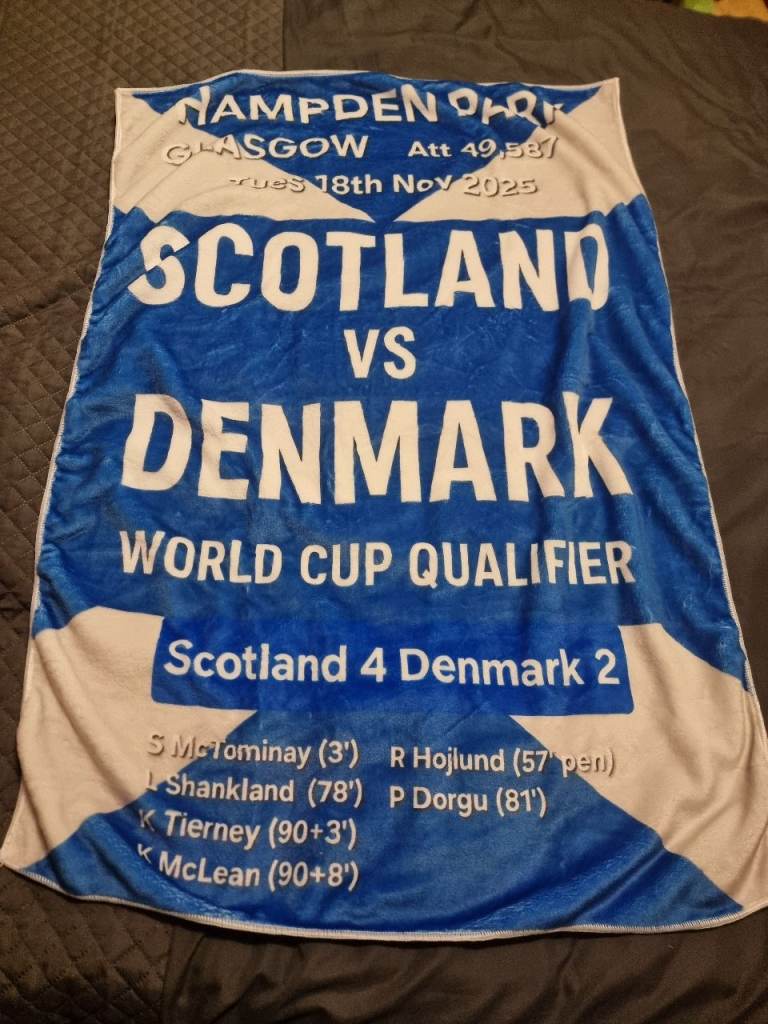 HAMPDEN PARK
GLASGOW Att 49,587
Tues 18th Nov 2025
SCOTLAND
VS
DENMARK
WORLD CUP QUALIFIER
Scotland 4 Denmark 2
S McTominay (3') R Hojlund (57' pen)
L Shankland (78') P Dorgu (81')
K Tierney (90+3')
K McLean (90+8')